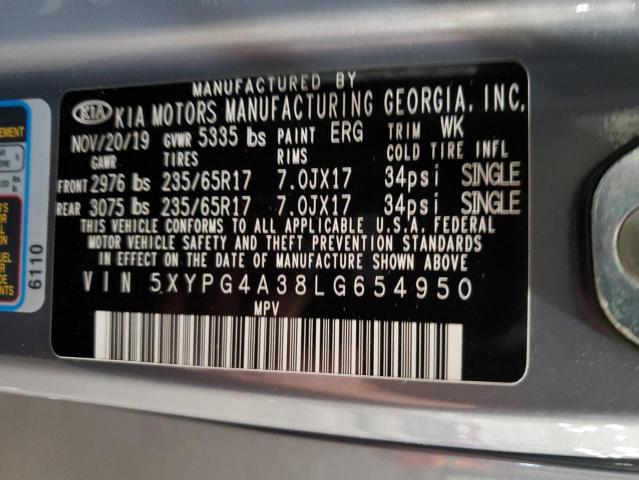 MANUFACTURED BY
KIA KIA MOTORS MANUFACTURING GEORGIA, INC.
NOV/20/19 GVWR 5335 lbs PAINT ERG TRIM WK
GAWR TIRES RIMS COLD TIRE INFL
FRONT 2976 lbs 235/65R17 7.0JX17 34psi SINGLE
REAR 3075 lbs 235/65R17 7.0JX17 34psi SINGLE
THIS VEHICLE CONFORMS TO ALL APPLICABLE U.S.A. FEDERAL
MOTOR VEHICLE SAFETY AND THEFT PREVENTION STANDARDS
IN EFFECT ON THE DATE OF MANUFACTURE SHOWN ABOVE.
VIN 5XYPG4A38LG654950
MPV
6110